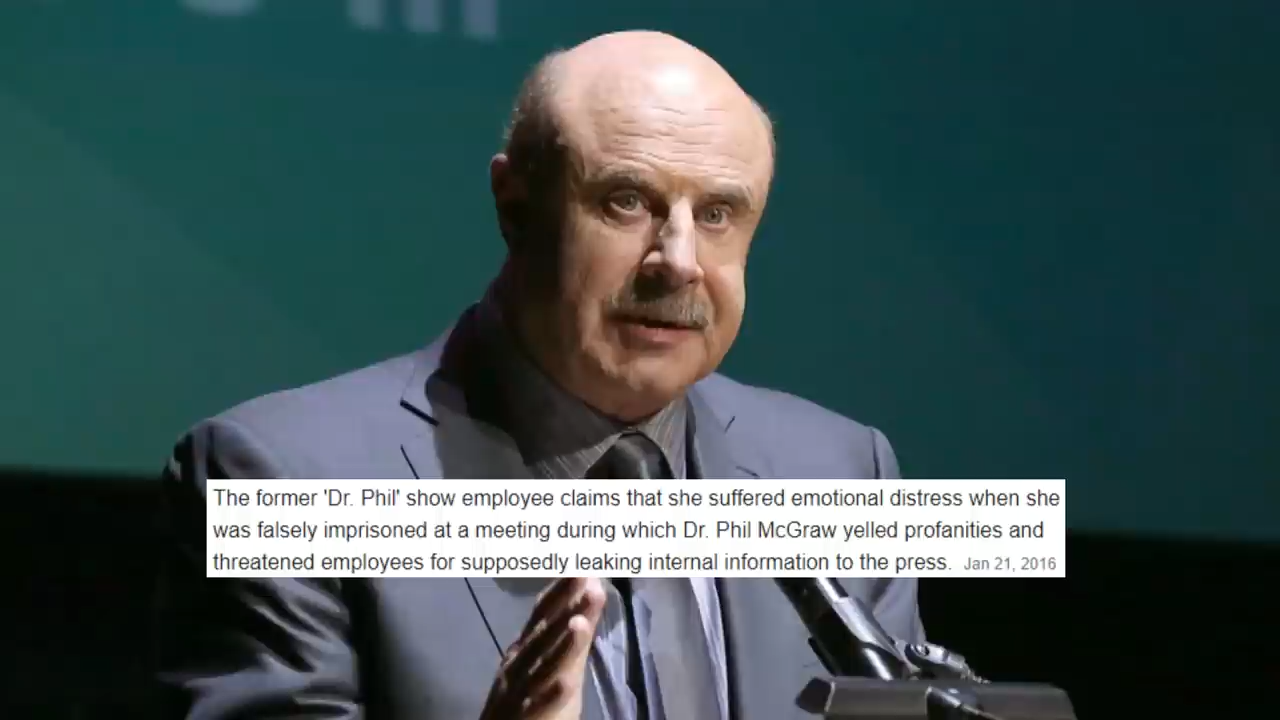 The former 'Dr. Phil' show employee claims that she suffered emotional distress when she
was falsely imprisoned at a meeting during which Dr. Phil McGraw yelled profanities and
threatened employees for supposedly leaking internal information to the press. Jan 21, 2016